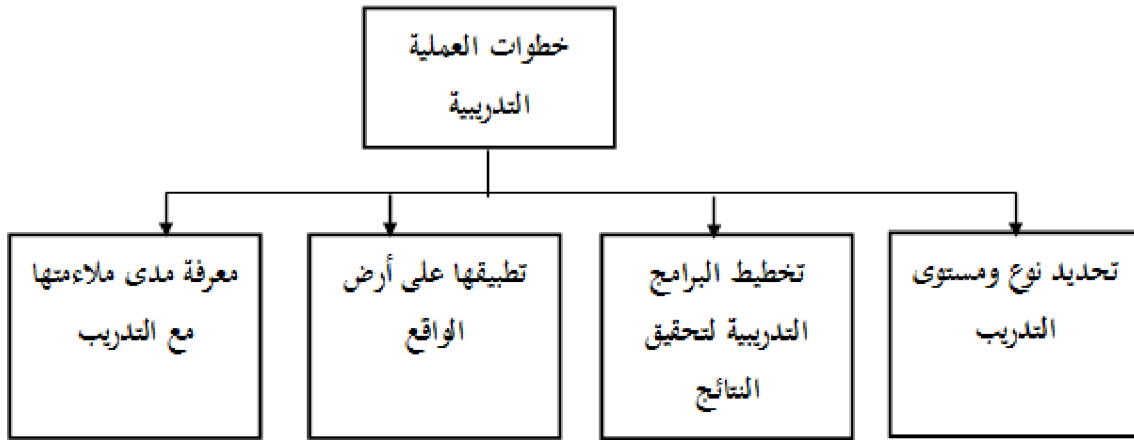 خطوات العملية
التدريبية
تحديد نوع ومستوى
التدريب
تخطيط البرامج
التدريبية لتحقيق
النتائج
تطبيقها على أرض
الواقع
معرفة مدى ملاءمتها
مع التدريب